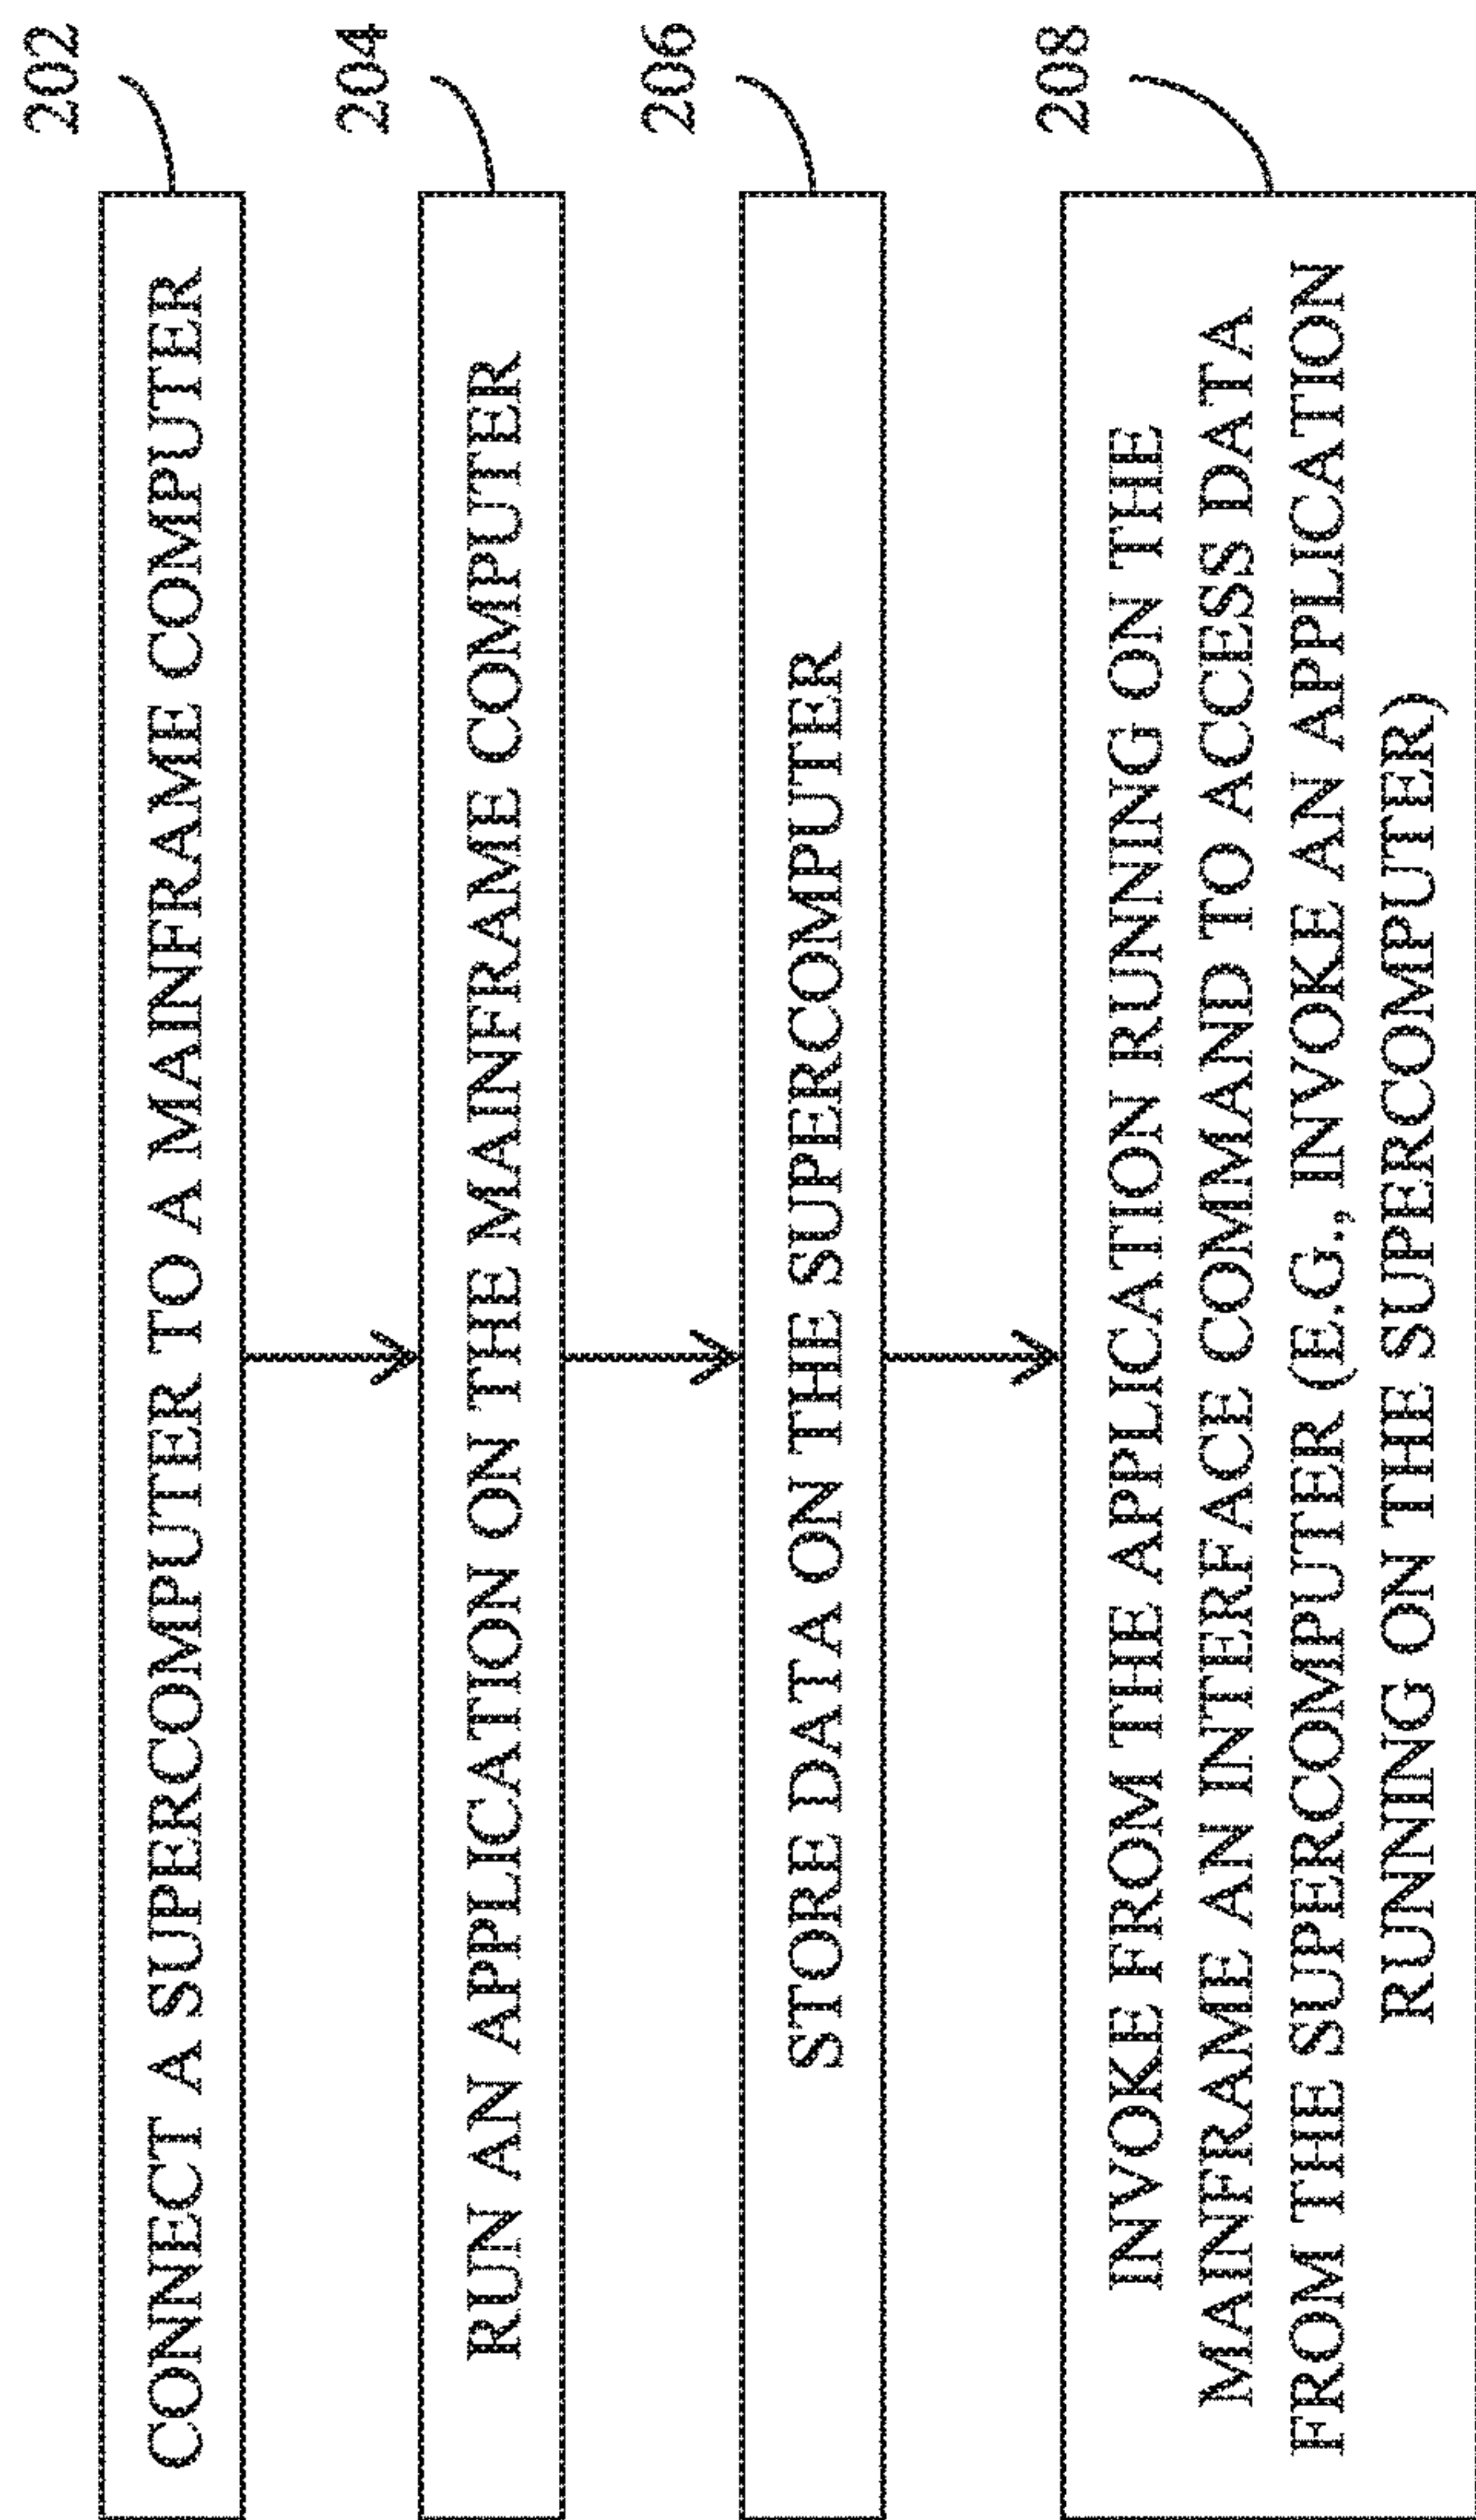 202
CONNECT A SUPERCOMPUTER TO A MAINFRAME COMPUTER
204
RUN AN APPLICATION ON THE MAINFRAME COMPUTER
206
STORE DATA ON THE SUPERCOMPUTER
208
INVOKE FROM THE APPLICATION RUNNING ON THE
MAINFRAME AN INTERFACE COMMAND TO ACCESS DATA
FROM THE SUPERCOMPUTER (E.G., INVOKE AN APPLICATION
RUNNING ON THE SUPERCOMPUTER)